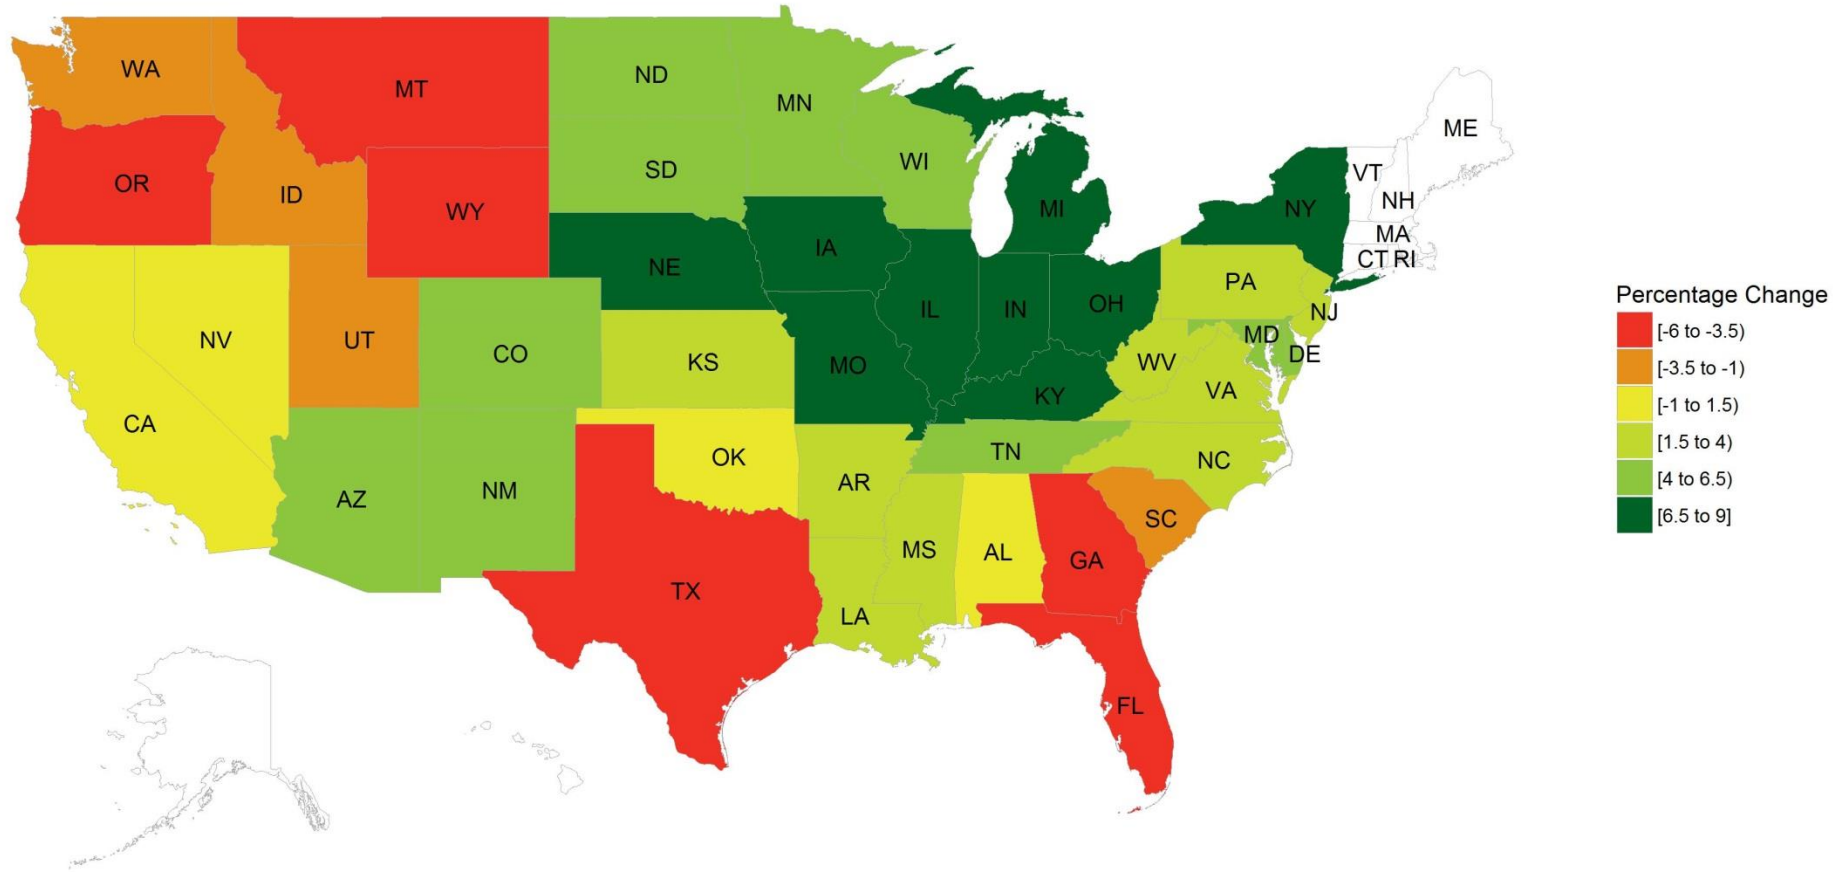 WA
MT
ND
MN
ME
VT
OR
ID
WY
SD
WI
MI
NY
NH
MA
CT RI
NE
IA
IL
IN
OH
PA
NJ
NV
UT
CO
KS
MO
KY
WV
MD
DE
VA
CA
AZ
NM
OK
AR
TN
NC
MS
AL
GA
SC
TX
LA
FL
Percentage Change
[-6 to -3.5)
[-3.5 to -1)
[-1 to 1.5)
[1.5 to 4)
[4 to 6.5)
[6.5 to 9]